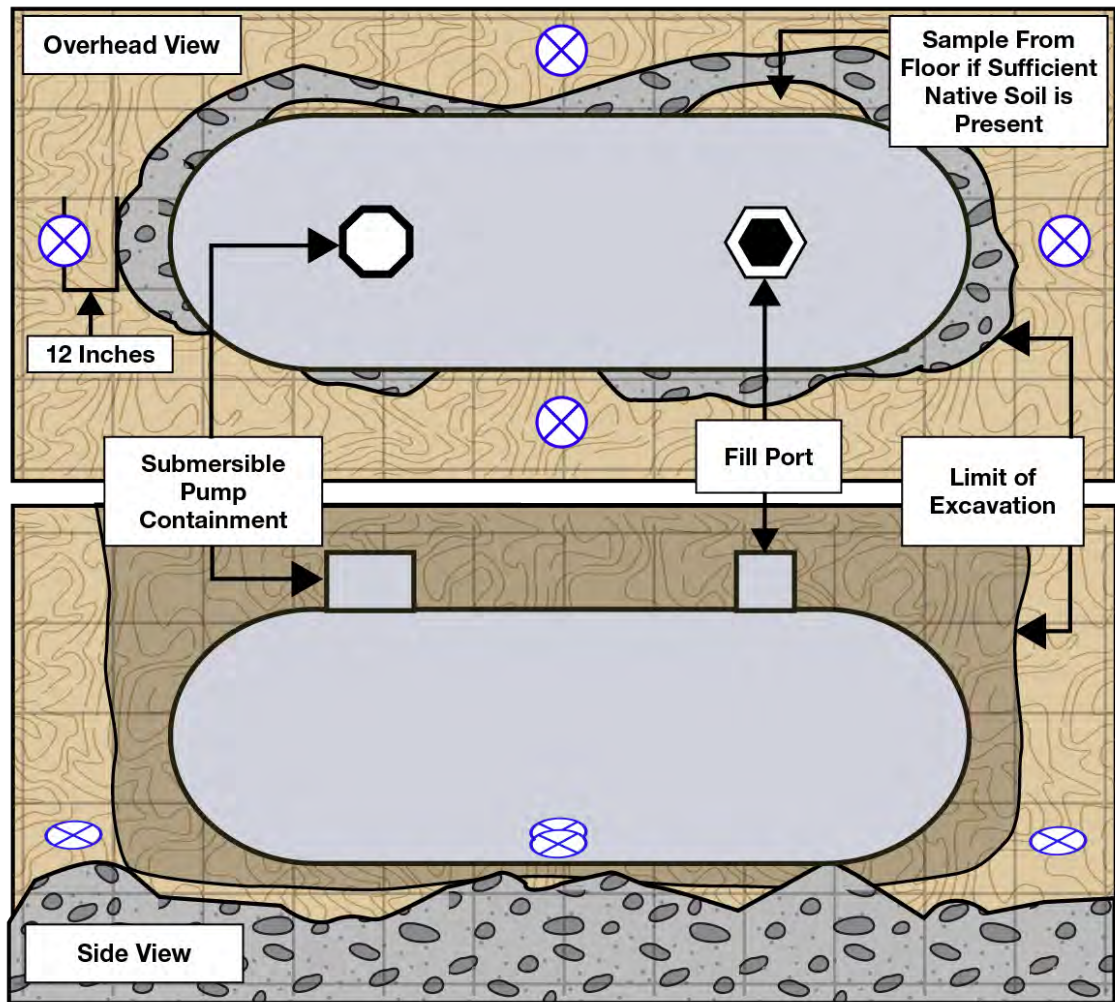 Overhead View
Sample From
Floor if Sufficient
Native Soil is
Present
12 Inches
Submersible
Pump
Containment
Fill Port
Limit of
Excavation
Side View